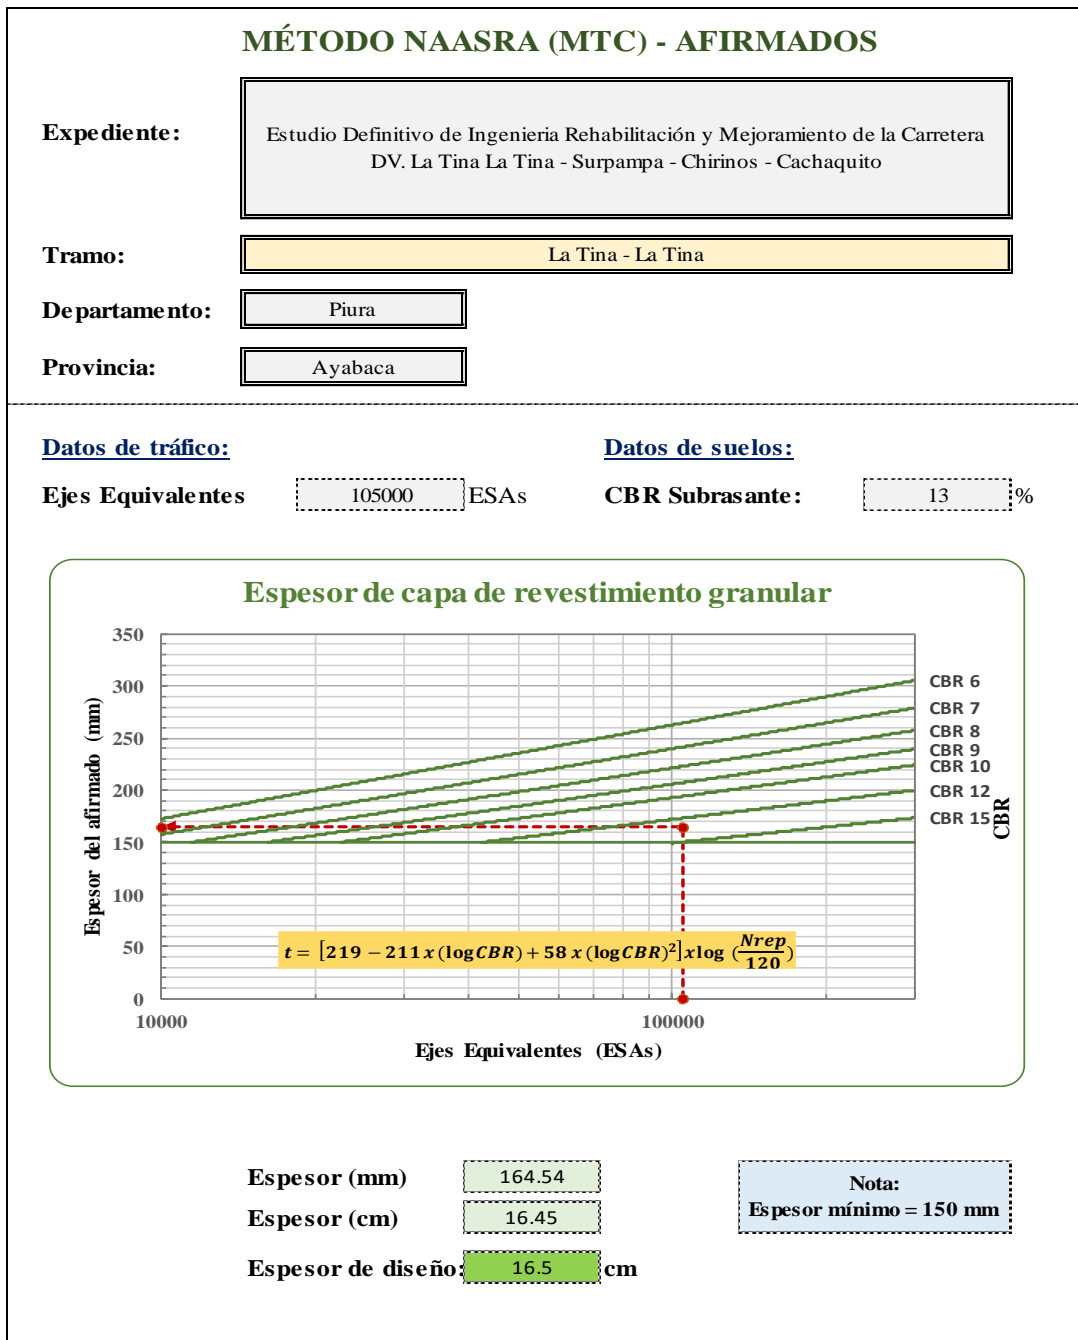 MÉTODO NAASRA (MTC) - AFIRMADOS
Expediente:
Estudio Definitivo de Ingenieria Rehabilitación y Mejoramiento de la Carretera
DV. La Tina La Tina - Surpampa - Chirinos - Cachaquito
Tramo:
La Tina - La Tina
Departamento:
Piura
Provincia:
Ayabaca
Datos de tráfico:
Datos de suelos:
Ejes Equivalentes 105000 ESAs
CBR Subrasante: 13 %
Espesor de capa de revestimiento granular
Espesor del afirmado (mm)
350
300
250
200
150
100
50
0
CBR 6
CBR 7
CBR 8
CBR 9
CBR 10
CBR 12
CBR 15
CBR
t = [219 − 211 x (log CBR) + 58 x (log CBR)²] x log (Nrep/120)
10000
100000
Ejes Equivalentes (ESAs)
Espesor (mm) 164.54
Espesor (cm) 16.45
Espesor de diseño: 16.5 cm
Nota:
Espesor mínimo = 150 mm